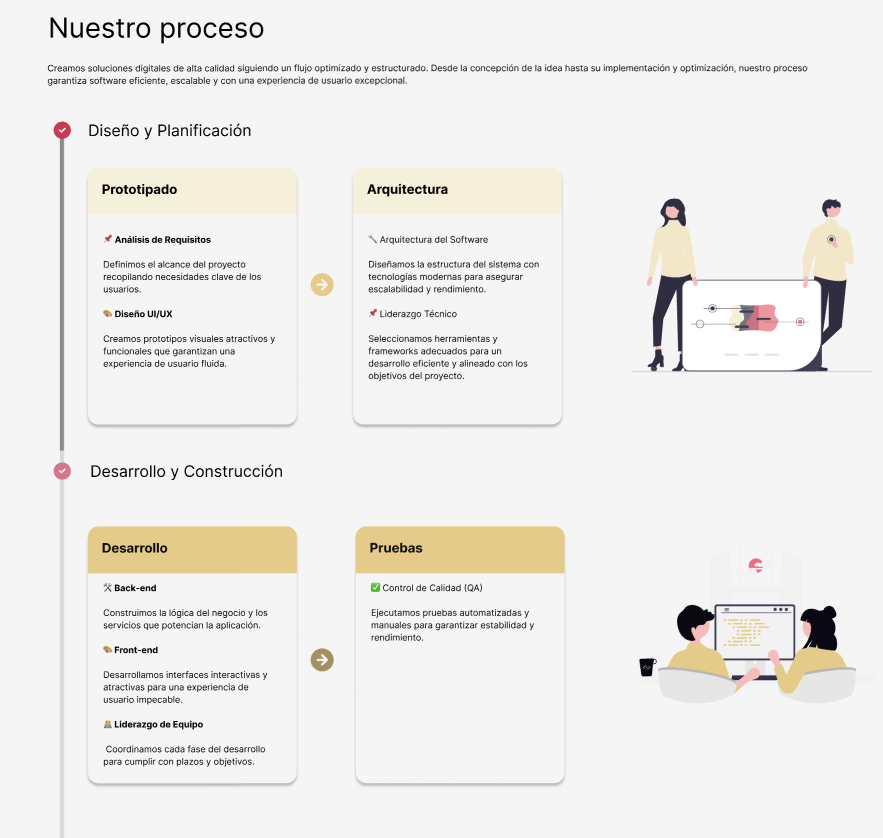 Nuestro proceso
Creamos soluciones digitales de alta calidad siguiendo un flujo optimizado y estructurado. Desde la concepción de la idea hasta su implementación y optimización, nuestro proceso
garantiza software eficiente, escalable y con una experiencia de usuario excepcional.
Diseño y Planificación
Prototipado
📌 Análisis de Requisitos
Definimos el alcance del proyecto
recopilando necesidades clave de los
usuarios.
🎨 Diseño UI/UX
Creamos prototipos visuales atractivos y
funcionales que garantizan una
experiencia de usuario fluida.
Arquitectura
🔧 Arquitectura del Software
Diseñamos la estructura del sistema con
tecnologías modernas para asegurar
escalabilidad y rendimiento.
📌 Liderazgo Técnico
Seleccionamos herramientas y
frameworks adecuados para un
desarrollo eficiente y alineado con los
objetivos del proyecto.
Desarrollo y Construcción
Desarrollo
🛠 Back-end
Construimos la lógica del negocio y los
servicios que potencian la aplicación.
🎨 Front-end
Desarrollamos interfaces interactivas y
atractivas para una experiencia de
usuario impecable.
👨‍💼 Liderazgo de Equipo
Coordinamos cada fase del desarrollo
para cumplir con plazos y objetivos.
Pruebas
✅ Control de Calidad (QA)
Ejecutamos pruebas automatizadas y
manuales para garantizar estabilidad y
rendimiento.